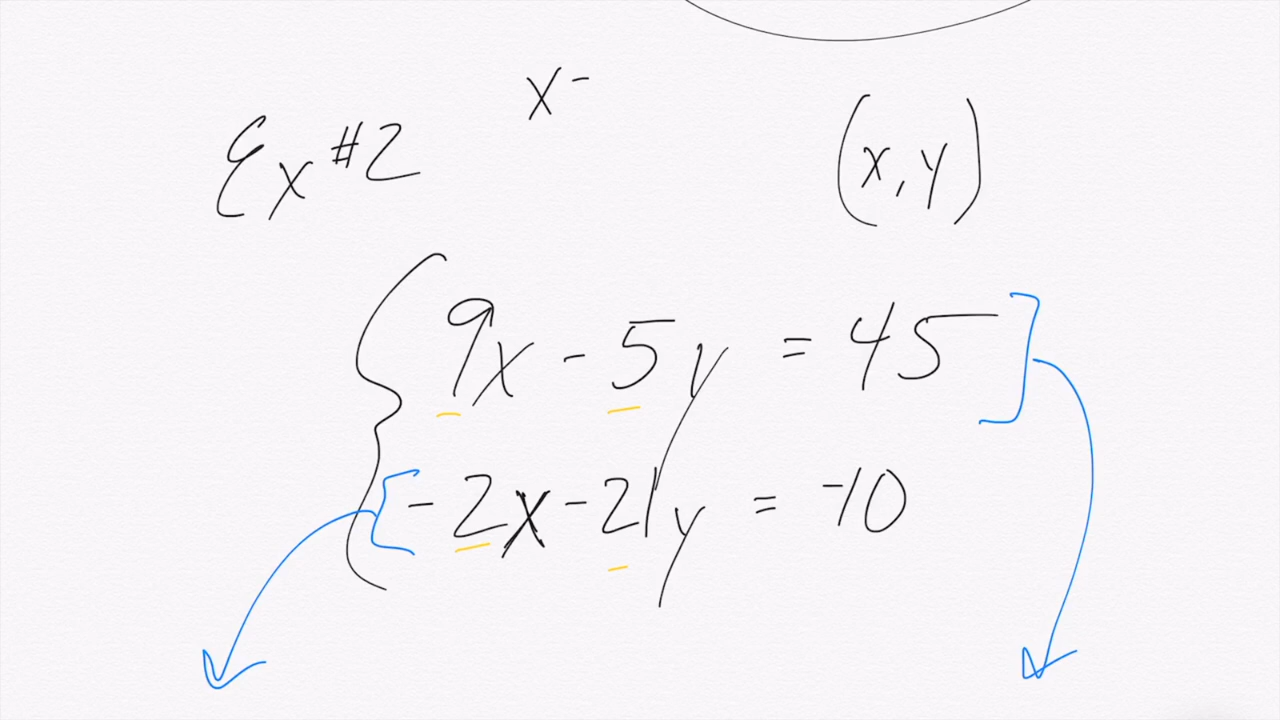 x-
Ex #2
(x, y)
9x - 5y = 45
-2x - 21y = -10